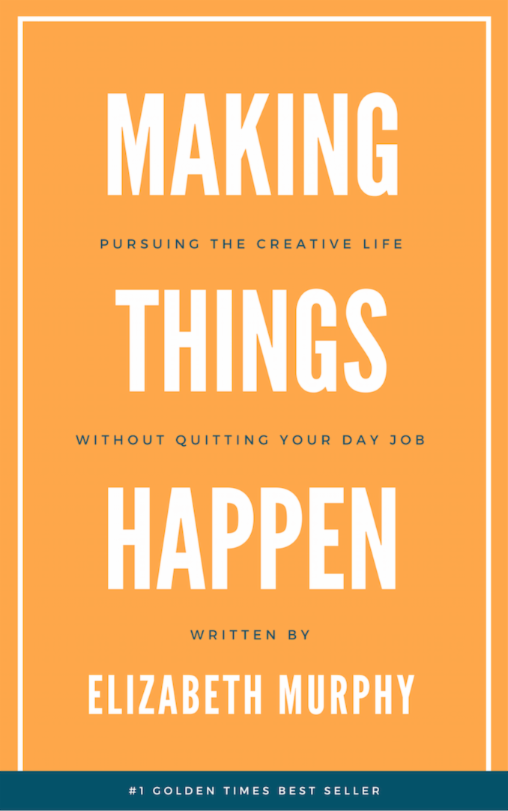 MAKING
PURSUING THE CREATIVE LIFE
THINGS
WITHOUT QUITTING YOUR DAY JOB
HAPPEN
WRITTEN BY
ELIZABETH MURPHY
#1 GOLDEN TIMES BEST SELLER